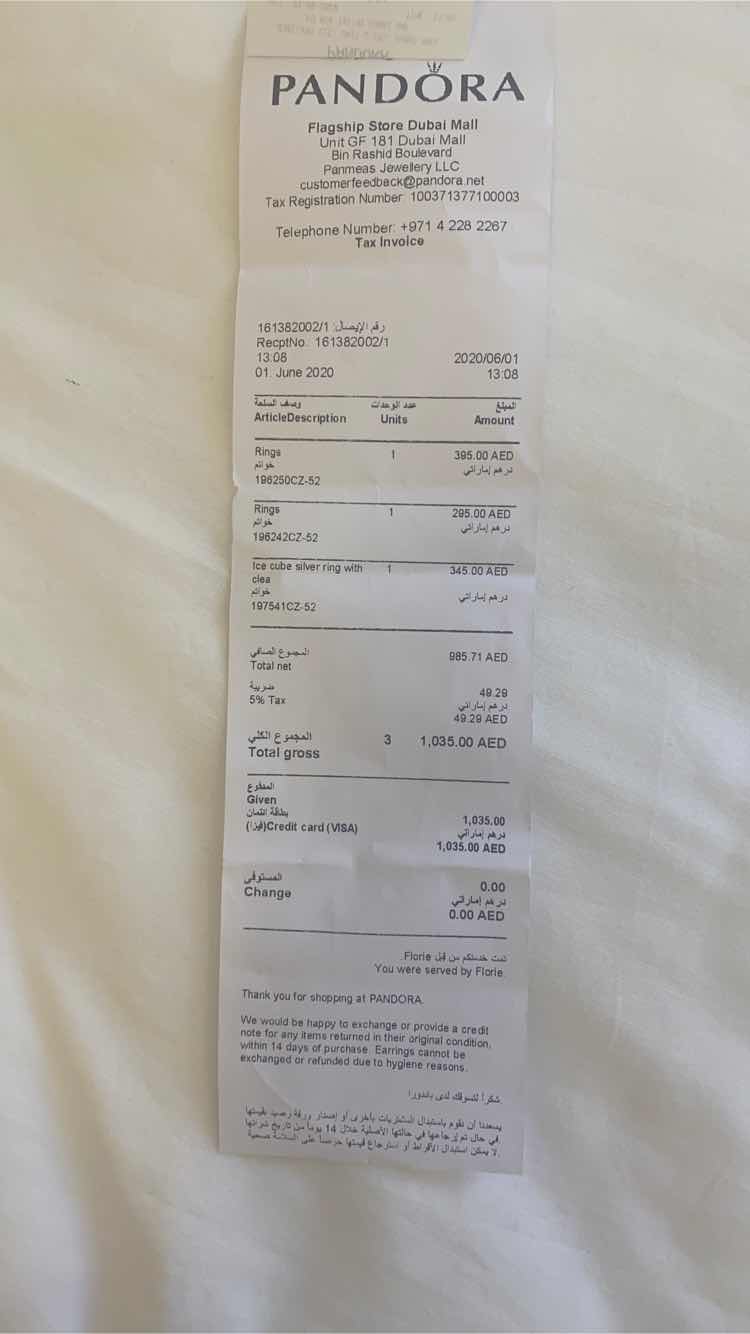 PANDORA
Flagship Store Dubai Mall
Unit GF 181 Dubai Mall
Bin Rashid Boulevard
Panmeas Jewellery LLC
customerfeedback@pandora.net
Tax Registration Number 100371377100003
Telephone Number: +971 4 228 2267
Tax Invoice
161382002/1 :رقم الإيصال
RecptNo.: 161382002/1
13:08 2020/06/01
01. June 2020 13:08
وصف السلعة عدد الوحدات المبلغ
ArticleDescription Units Amount
Rings 1 395.00 AED
خواتم درهم إماراتي
196250CZ-52
Rings 1 295.00 AED
خواتم درهم إماراتي
196242CZ-52
Ice cube silver ring with 1 345.00 AED
clea
خواتم درهم إماراتي
197541CZ-52
المجموع الصافي 985.71 AED
Total net
ضريبة 49.29
5% Tax درهم إماراتي
49.29 AED
المجموع الكلي 3 1,035.00 AED
Total gross
المدفوع
Given
بطاقة ائتمان 1,035.00
(فيزا)Credit card (VISA) درهم إماراتي
1,035.00 AED
المستوفى 0.00
Change درهم إماراتي
0.00 AED
تمت خدمتكم من قبل Florie.
You were served by Florie.
Thank you for shopping at PANDORA.
We would be happy to exchange or provide a credit
note for any items returned in their original condition,
within 14 days of purchase. Earrings cannot be
exchanged or refunded due to hygiene reasons.
شكراً لتسوقك لدى باندورا.
يسعدنا أن نقوم باستبدال المشتريات بأخرى أو إصدار ورقة رصيد بقيمتها
في حال تم إرجاعها في حالتها الأصلية خلال 14 يوماً من تاريخ شرائها.
لا يمكن استبدال الأقراط أو استرجاع قيمتها حرصاً على السلامة صحية.